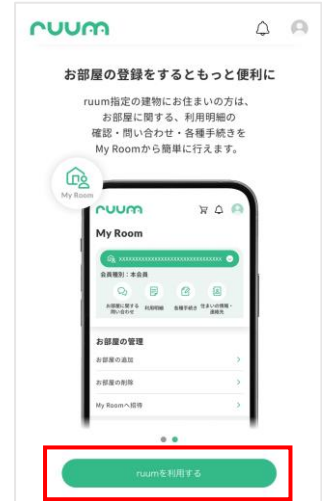 ruum
お部屋の登録をするともっと便利に
ruum指定の建物にお住まいの方は、
お部屋に関する、利用明細の
確認・問い合わせ・各種手続きを
My Roomから簡単に行えます。
My Room
ruum
My Room
xxxxxxxxxxxxxxxxxxxxxxxxxxxxxx
会員種別：本会員
お部屋に関する
問い合わせ
利用明細
各種手続き
住まいの情報・
連絡先
お部屋の管理
お部屋の追加
お部屋の削除
My Roomへ招待
ruumを利用する